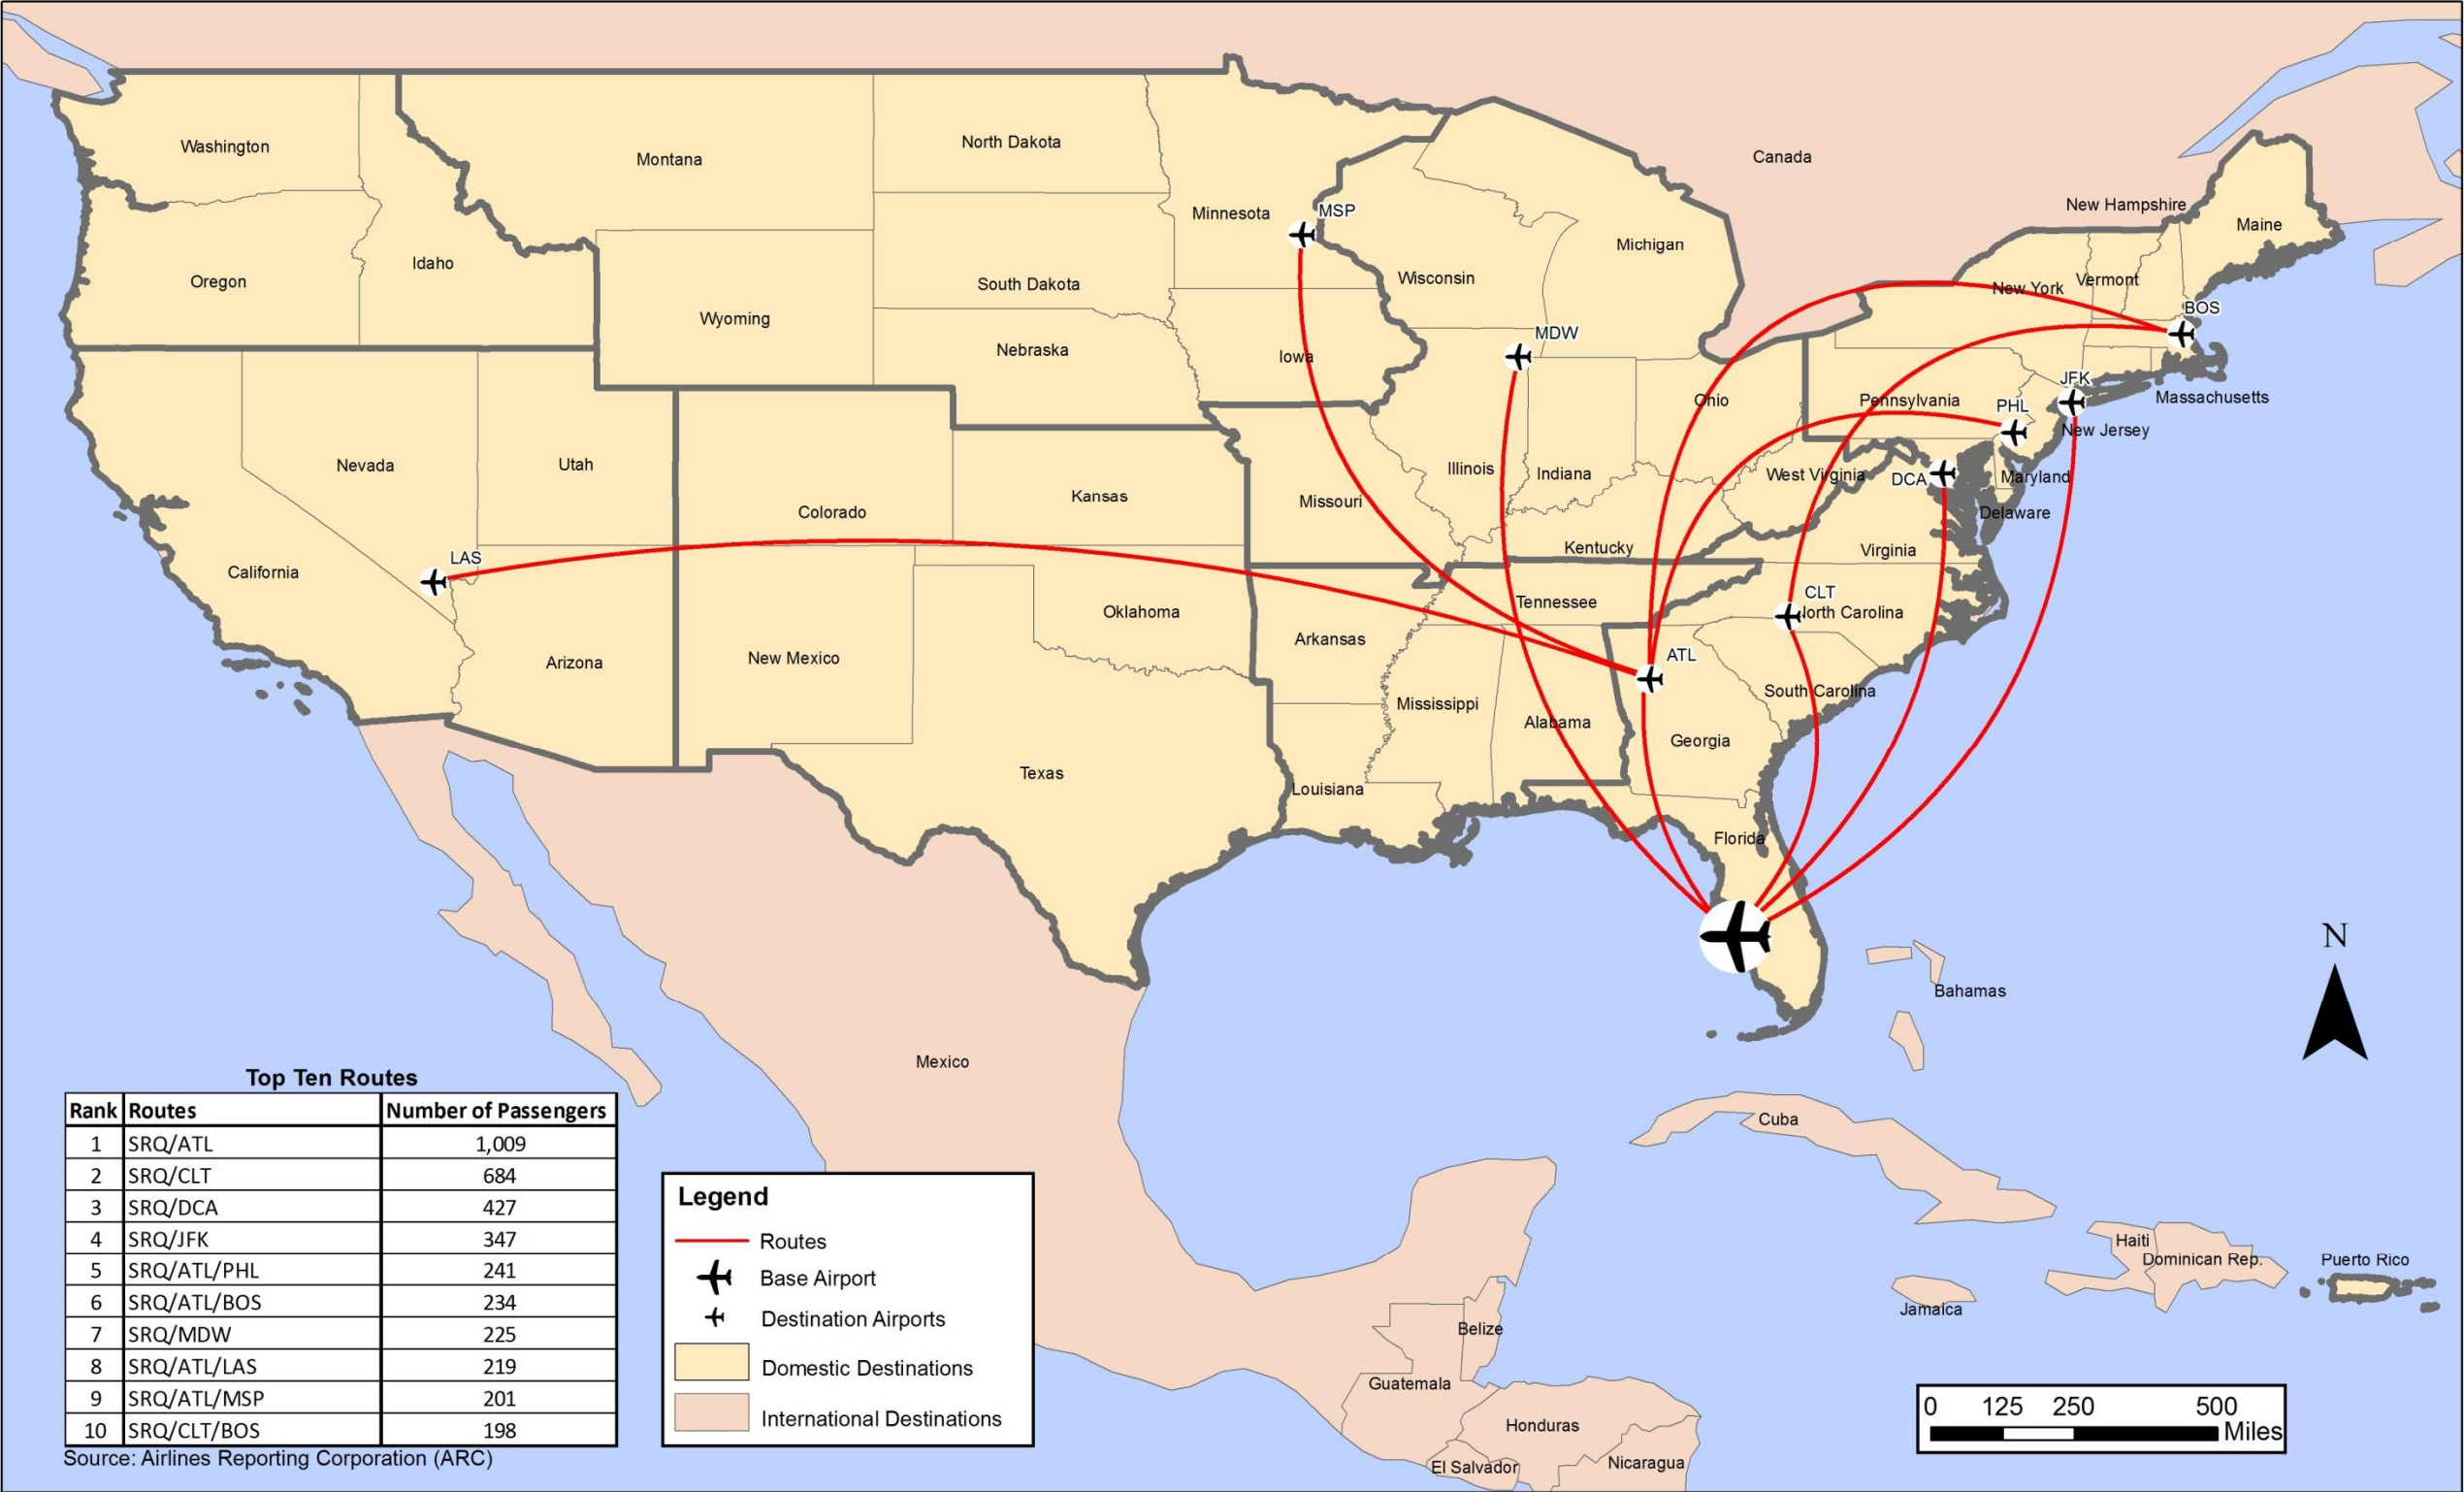 Canada
Washington
Montana
North Dakota
Minnesota
MSP
New Hampshire
Maine
Oregon
Idaho
South Dakota
Wisconsin
Michigan
New York
Vermont
BOS
Wyoming
Nebraska
Iowa
MDW
Ohio
Pennsylvania
PHL
JFK
Massachusetts
New Jersey
Nevada
Utah
Colorado
Kansas
Missouri
Illinois
Indiana
West Virginia
DCA
Maryland
Delaware
California
LAS
Kentucky
Virginia
Arizona
New Mexico
Oklahoma
Arkansas
Tennessee
CLT
North Carolina
ATL
South Carolina
Mississippi
Alabama
Georgia
Texas
Louisiana
Florida
N
Bahamas
Mexico
Cuba
Haiti
Dominican Rep.
Puerto Rico
Jamaica
Belize
Guatemala
Honduras
El Salvador
Nicaragua
Top Ten Routes
Rank Routes Number of Passengers
1 SRQ/ATL 1,009
2 SRQ/CLT 684
3 SRQ/DCA 427
4 SRQ/JFK 347
5 SRQ/ATL/PHL 241
6 SRQ/ATL/BOS 234
7 SRQ/MDW 225
8 SRQ/ATL/LAS 219
9 SRQ/ATL/MSP 201
10 SRQ/CLT/BOS 198
Source: Airlines Reporting Corporation (ARC)
Legend
Routes
Base Airport
Destination Airports
Domestic Destinations
International Destinations
0 125 250 500
Miles